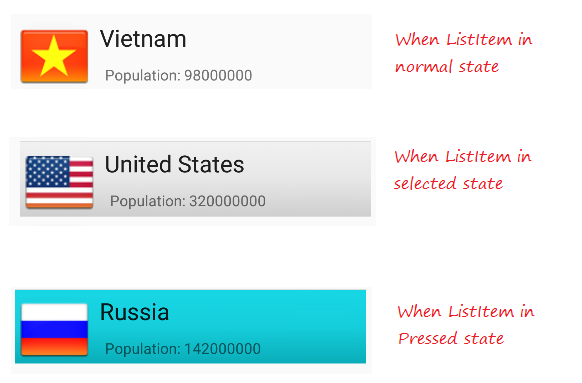 Vietnam
Population: 98000000
When ListItem in
normal state
United States
Population: 320000000
When ListItem in
selected state
Russia
Population: 142000000
When ListItem in
Pressed state